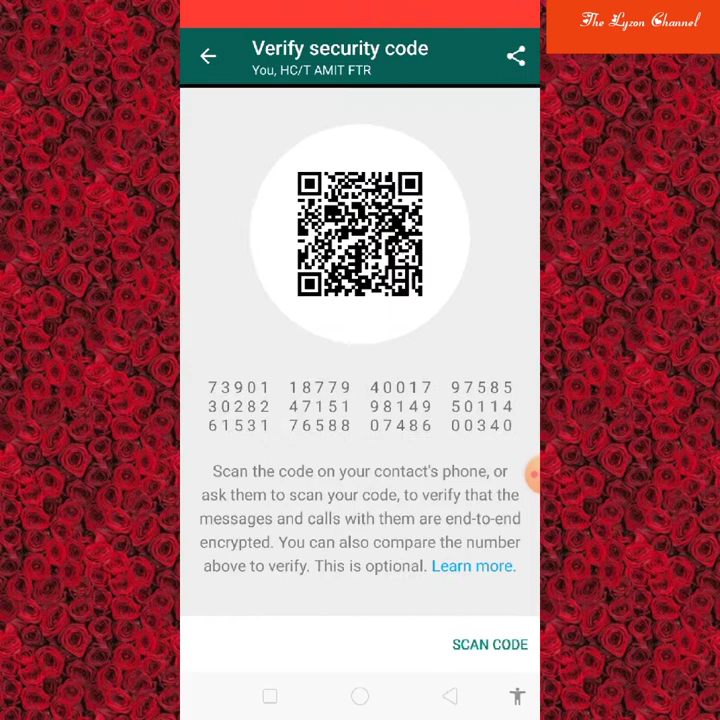 The Lyzon Channel
Verify security code
You, HC/T AMIT FTR
73901 18779 40017 97585
30282 47151 98149 50114
61531 76588 07486 00340
Scan the code on your contact's phone, or
ask them to scan your code, to verify that the
messages and calls with them are end-to-end
encrypted. You can also compare the number
above to verify. This is optional. Learn more.
SCAN CODE